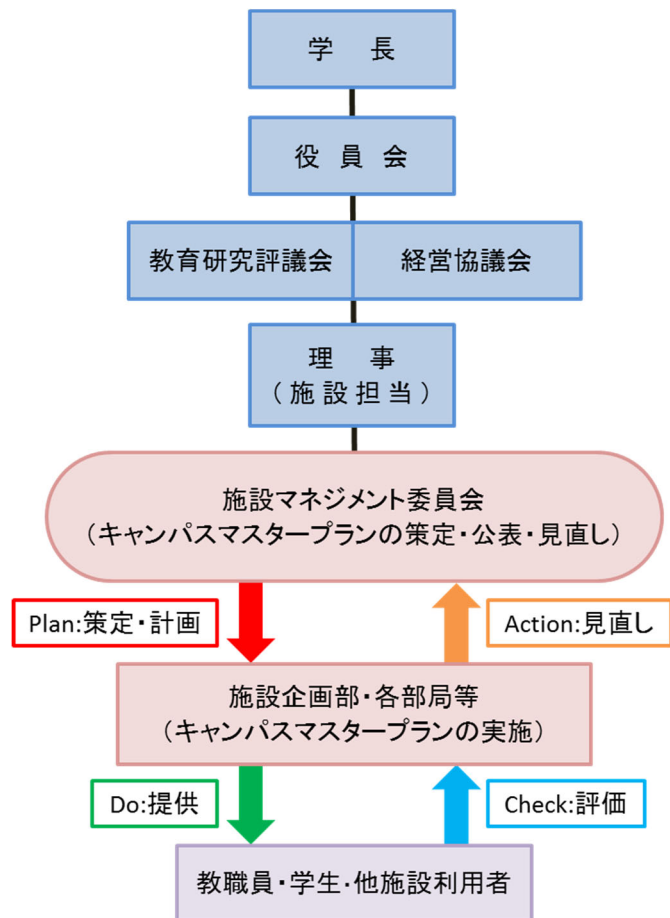 学　長
役 員 会
教育研究評議会
経営協議会
理　事
（ 施 設 担 当 ）
施設マネジメント委員会
（キャンパスマスタープランの策定・公表・見直し）
Plan:策定・計画
Action:見直し
施設企画部・各部局等
（キャンパスマスタープランの実施）
Do:提供
Check:評価
教職員・学生・他施設利用者